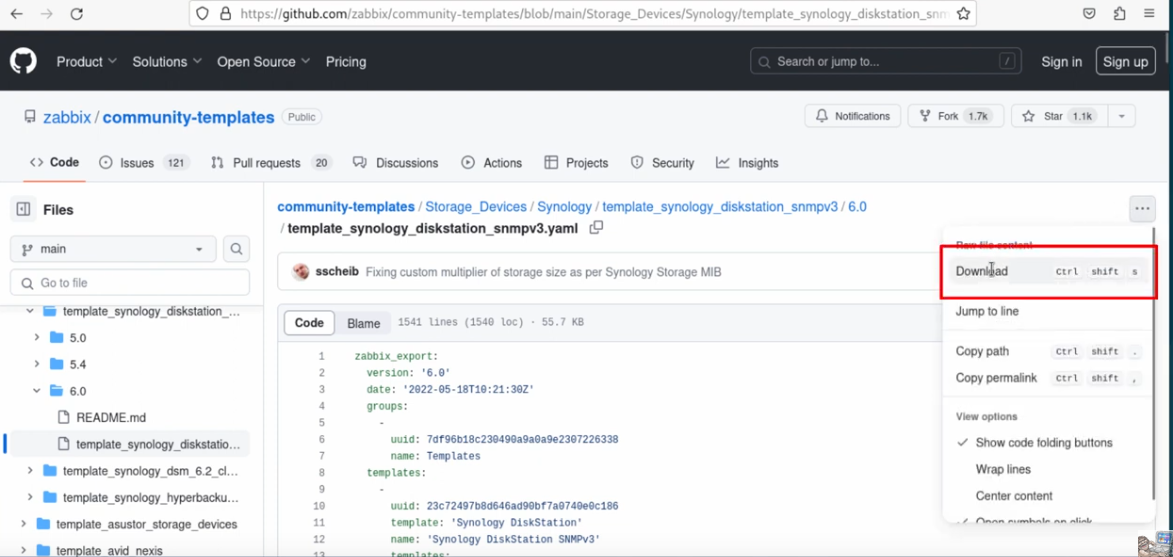 https://github.com/zabbix/community-templates/blob/main/Storage_Devices/Synology/template_synology_diskstation_snm
Product Solutions Open Source Pricing Search or jump to... / Sign in Sign up
zabbix / community-templates Public Notifications Fork 1.7k Star 1.1k
Code Issues 121 Pull requests 20 Discussions Actions Projects Security Insights
Files
main
Go to file
template_synology_diskstation_...
5.0
5.4
6.0
README.md
template_synology_diskstatio...
template_synology_dsm_6.2_cl...
template_synology_hyperbacku...
template_asustor_storage_devices
template_avid_nexis
community-templates / Storage_Devices / Synology / template_synology_diskstation_snmpv3 / 6.0
/ template_synology_diskstation_snmpv3.yaml
sscheib Fixing custom multiplier of storage size as per Synology Storage MIB
Code Blame 1541 lines (1540 loc) · 55.7 KB
1 zabbix_export:
2 version: '6.0'
3 date: '2022-05-18T10:21:30Z'
4 groups:
5 -
6 uuid: 7df96b18c230490a9a0a9e2307226338
7 name: Templates
8 templates:
9 -
10 uuid: 23c72497b8d646ad90bf7a0740e0c186
11 template: 'Synology DiskStation'
12 name: 'Synology DiskStation SNMPv3'
13 templates:
Raw file content
Download Ctrl shift s
Jump to line
Copy path Ctrl shift .
Copy permalink Ctrl shift ,
View options
Show code folding buttons
Wrap lines
Center content
Open symbols on click